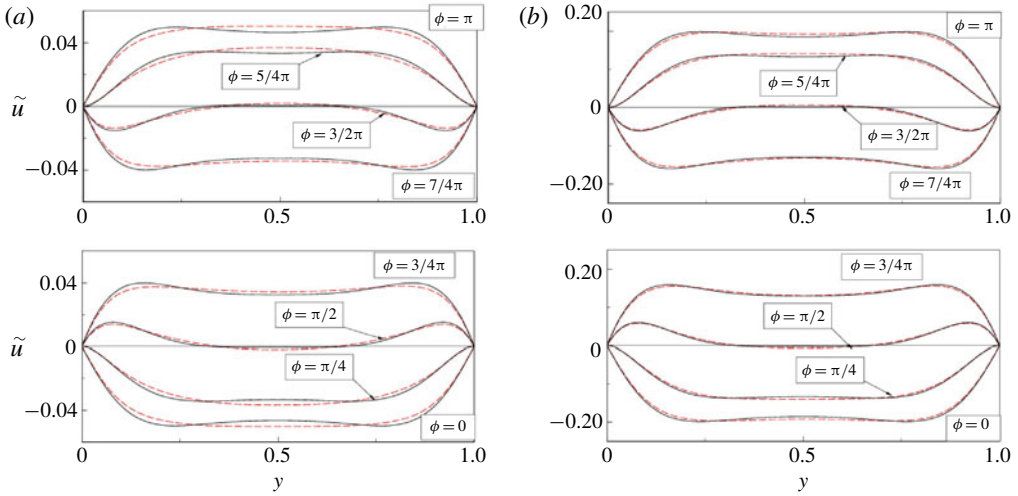 (a)
ϕ = π
0.04
ϕ = 5/4π
ũ
0
ϕ = 3/2π
−0.04
ϕ = 7/4π
0
0.5
1.0
ϕ = 3/4π
0.04
ϕ = π/2
ũ
0
ϕ = π/4
−0.04
ϕ = 0
0
0.5
1.0
y
(b)
0.20
ϕ = π
ϕ = 5/4π
0
ϕ = 3/2π
−0.20
ϕ = 7/4π
0
0.5
1.0
ϕ = 3/4π
0.20
ϕ = π/2
0
ϕ = π/4
−0.20
ϕ = 0
0
0.5
1.0
y